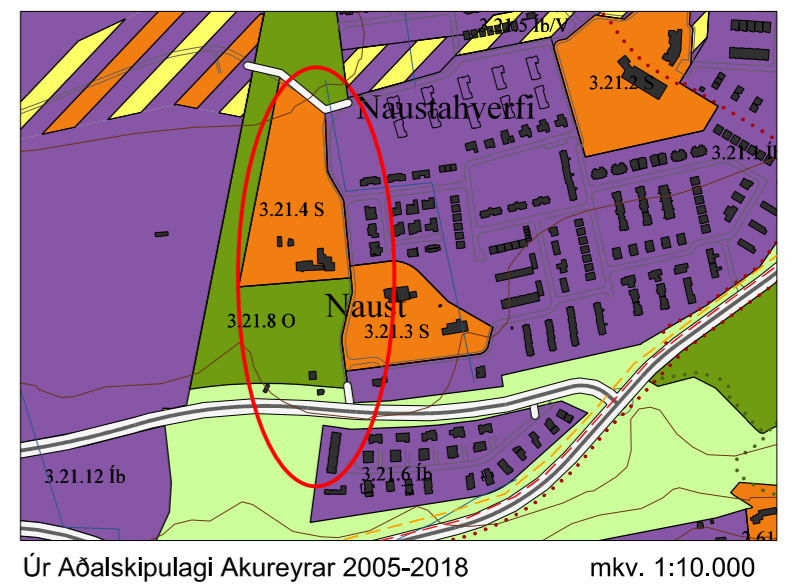 3.21.5 Íb/V
3.21.2 S
Naustahverfi
3.21.1 Íb
3.21.4 S
Naust
3.21.8 O
3.21.3 S
3.21.12 Íb
3.21.6 Íb
2.61
Úr Aðalskipulagi Akureyrar 2005-2018 mkv. 1:10.000